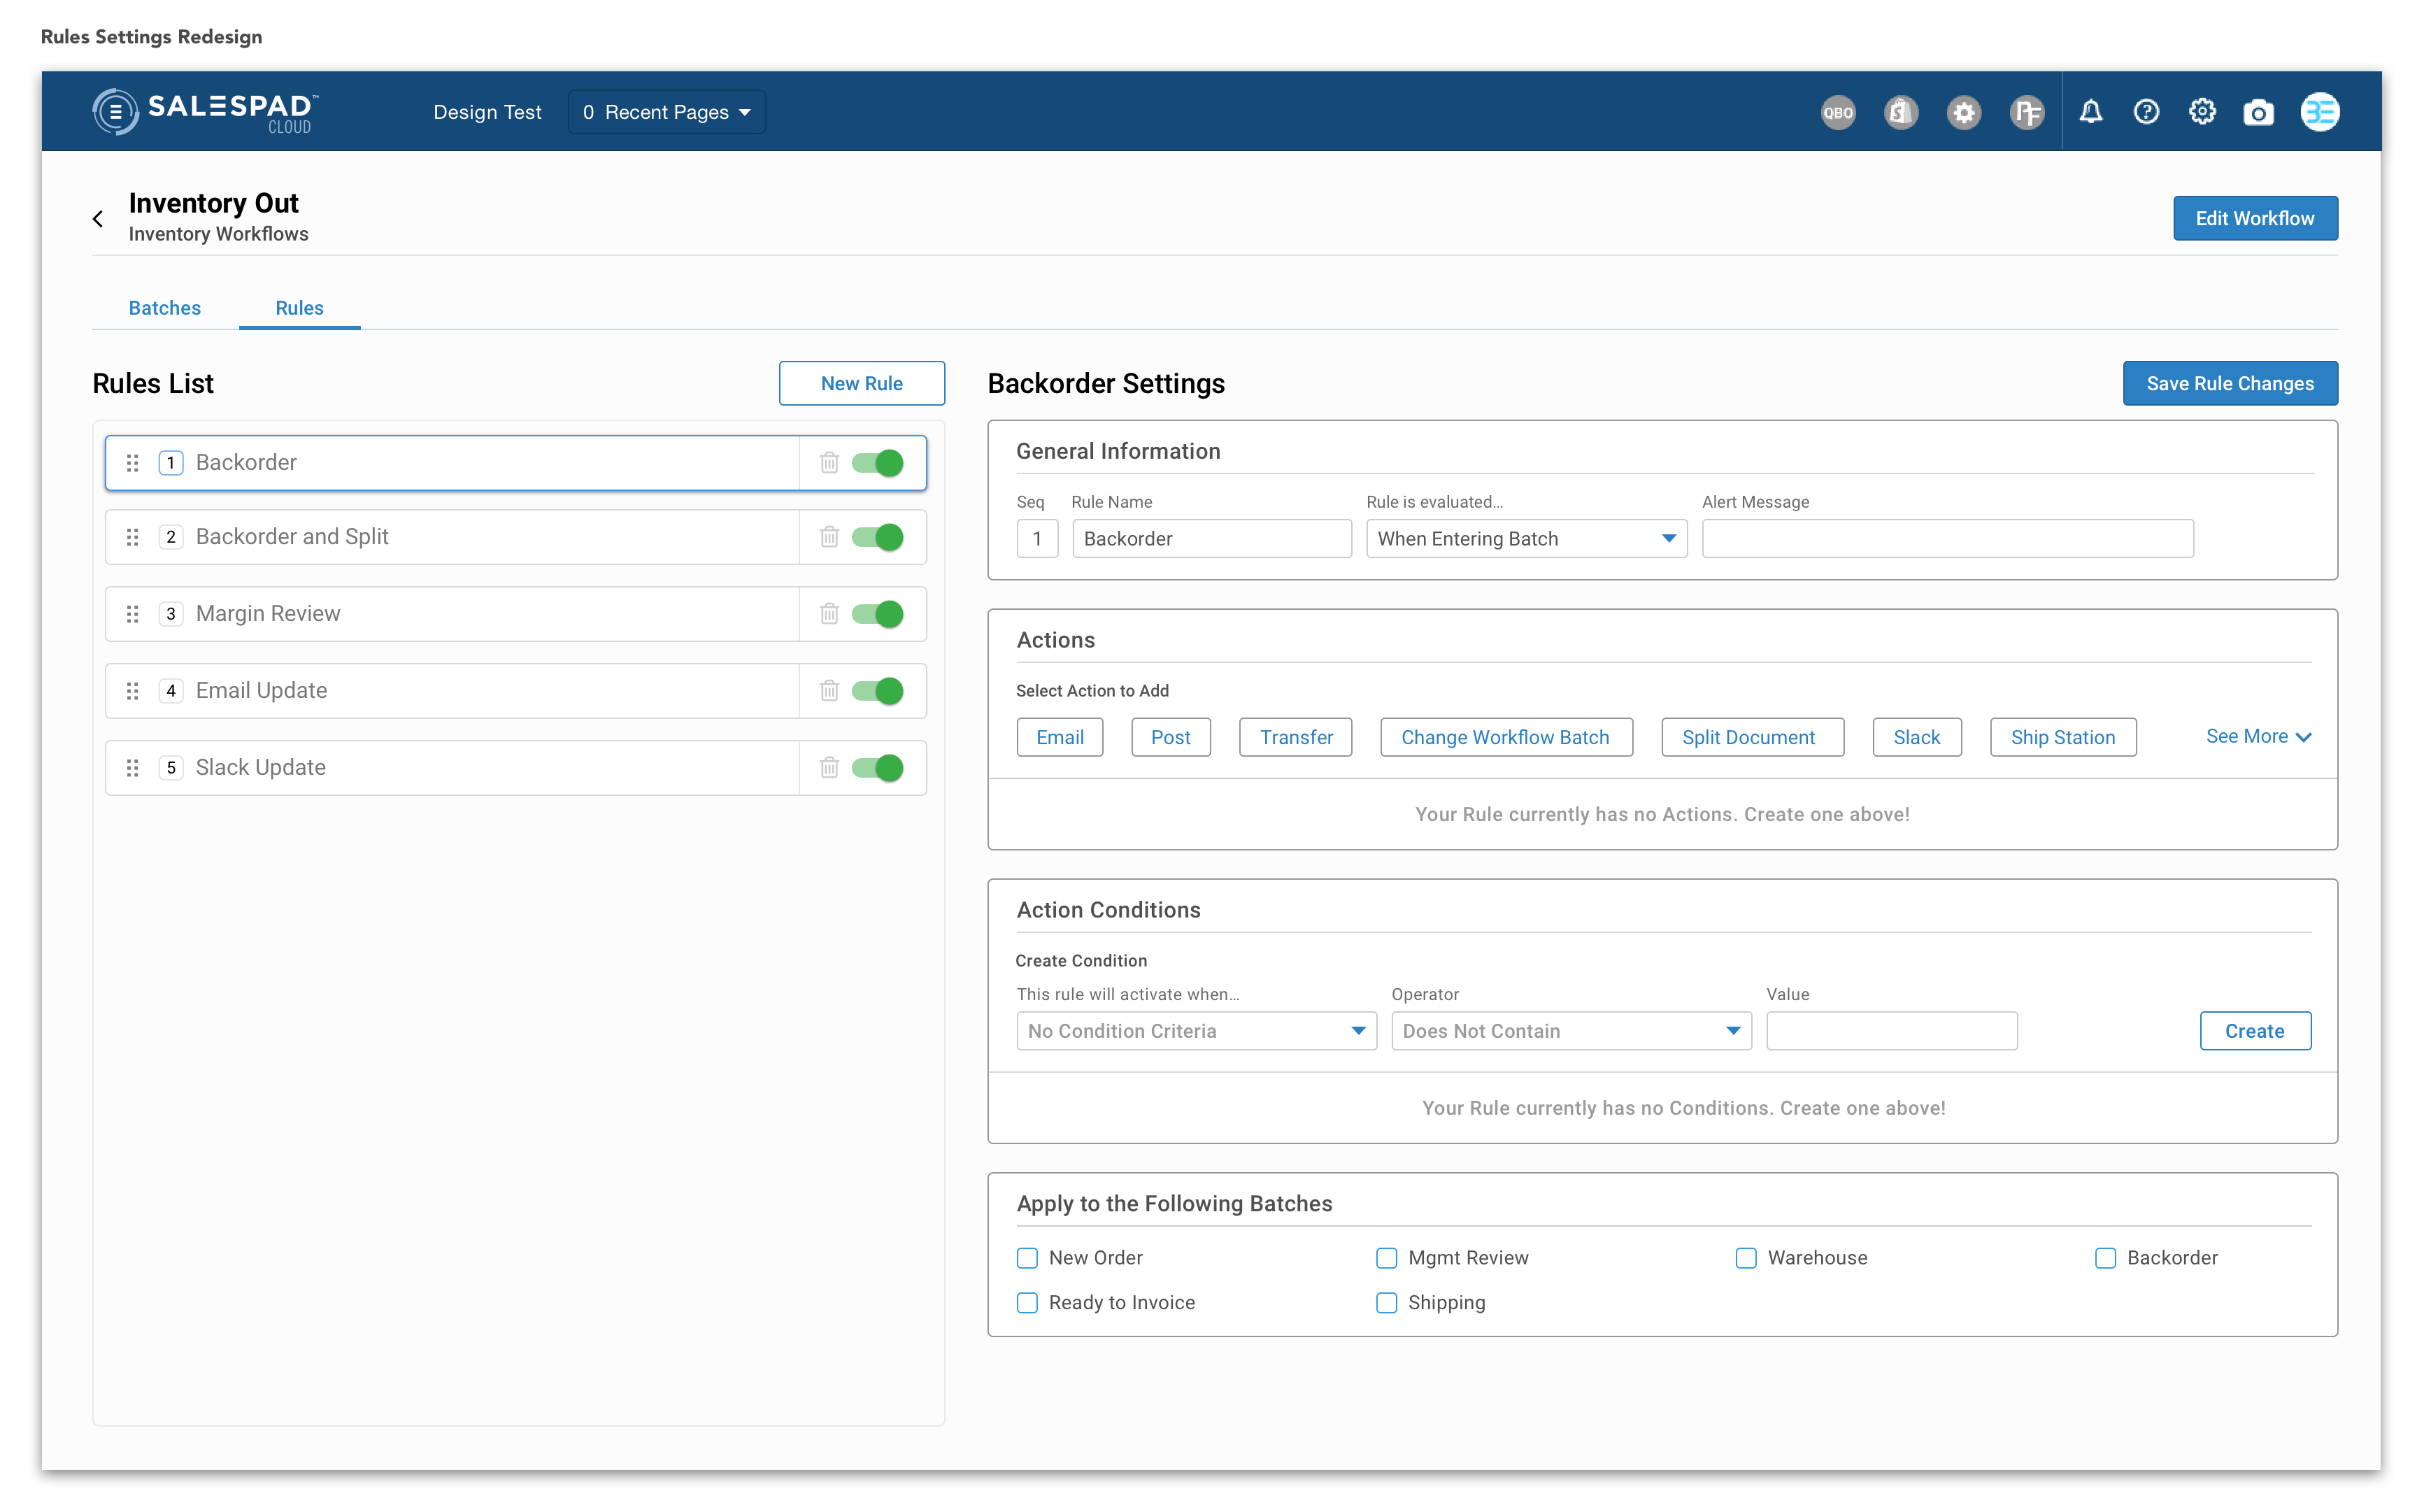 Rules Settings Redesign
SALESPAD™
CLOUD
Design Test
0 Recent Pages
QBO
Inventory Out
Inventory Workflows
Edit Workflow
Batches
Rules
Rules List
New Rule
1 Backorder
2 Backorder and Split
3 Margin Review
4 Email Update
5 Slack Update
Backorder Settings
Save Rule Changes
General Information
Seq Rule Name Rule is evaluated... Alert Message
1 Backorder When Entering Batch
Actions
Select Action to Add
Email Post Transfer Change Workflow Batch Split Document Slack Ship Station See More
Your Rule currently has no Actions. Create one above!
Action Conditions
Create Condition
This rule will activate when... Operator Value
No Condition Criteria Does Not Contain Create
Your Rule currently has no Conditions. Create one above!
Apply to the Following Batches
New Order Mgmt Review Warehouse Backorder
Ready to Invoice Shipping